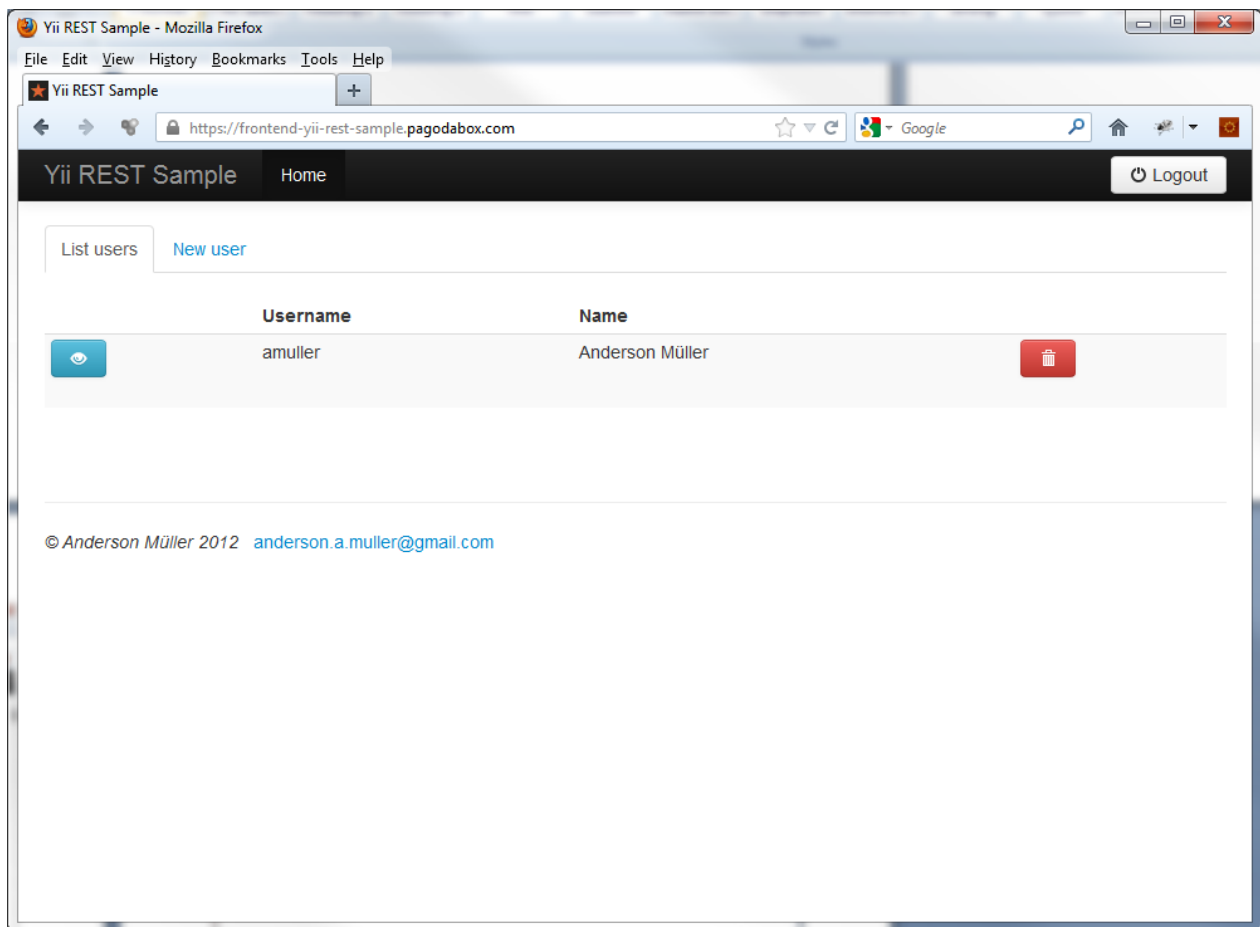 Yii REST Sample - Mozilla Firefox
File Edit View History Bookmarks Tools Help
Yii REST Sample +
https://frontend-yii-rest-sample.pagodabox.com Google
Yii REST Sample Home Logout
List users New user
Username Name
amuller Anderson Müller
© Anderson Müller 2012 anderson.a.muller@gmail.com